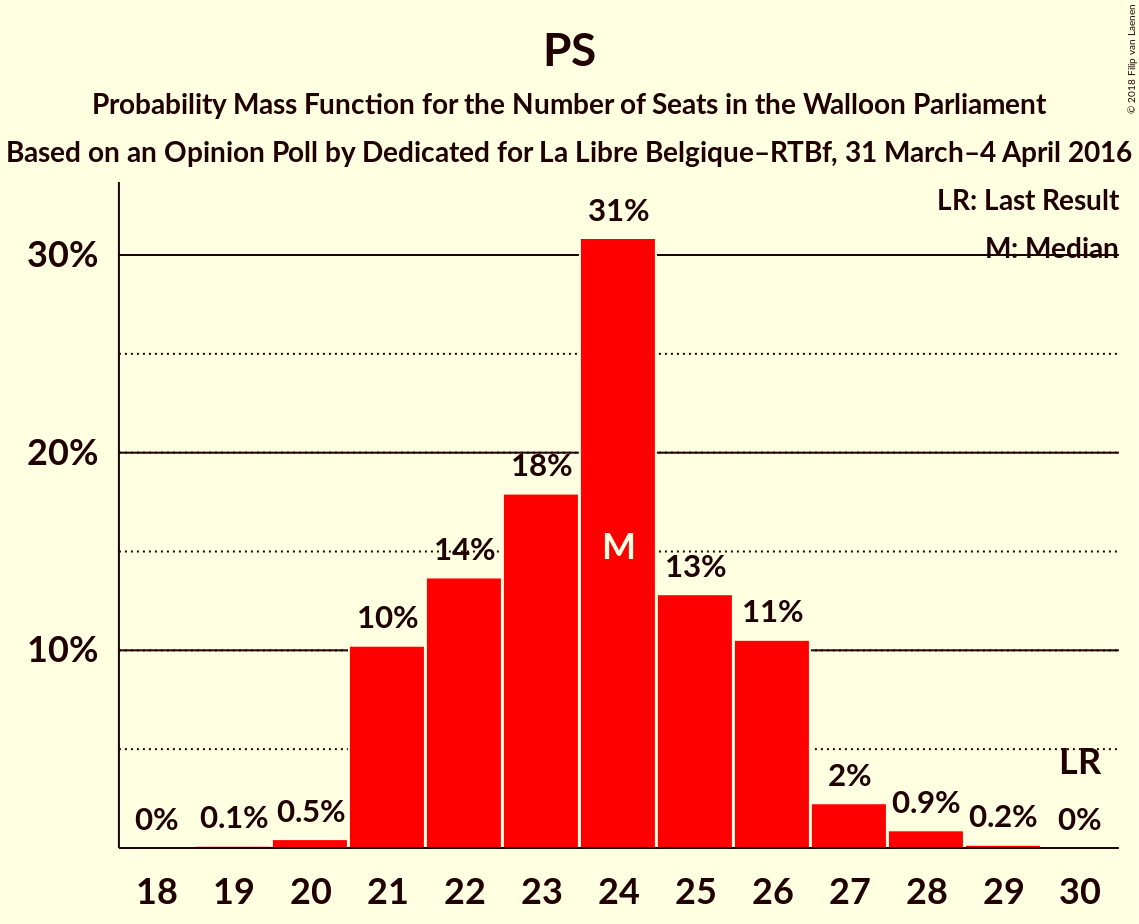 PS
Probability Mass Function for the Number of Seats in the Walloon Parliament
Based on an Opinion Poll by Dedicated for La Libre Belgique–RTBf, 31 March–4 April 2016
© 2018 Filip van Laenen
LR: Last Result
M: Median
30%
20%
10%
0%
0.1%
0.5%
10%
14%
18%
31%
M
13%
11%
2%
0.9%
0.2%
LR
0%
18 19 20 21 22 23 24 25 26 27 28 29 30